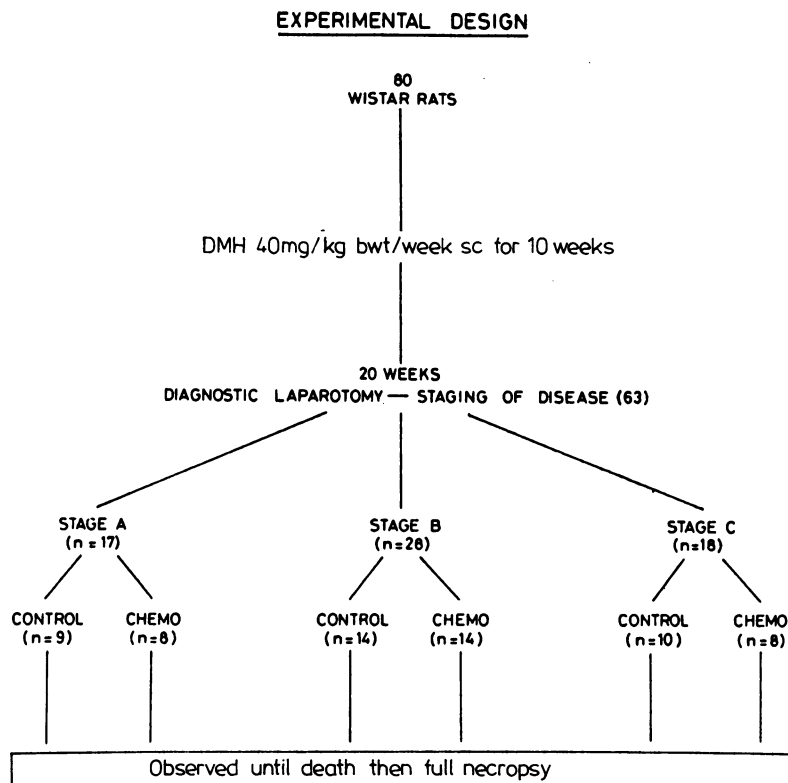 EXPERIMENTAL DESIGN
80
WISTAR RATS
DMH 40mg/kg bwt/week sc for 10 weeks
20 WEEKS
DIAGNOSTIC LAPAROTOMY — STAGING OF DISEASE (63)
STAGE A
(n=17)
STAGE B
(n=28)
STAGE C
(n=18)
CONTROL
(n=9)
CHEMO
(n=8)
CONTROL
(n=14)
CHEMO
(n=14)
CONTROL
(n=10)
CHEMO
(n=8)
Observed until death then full necropsy